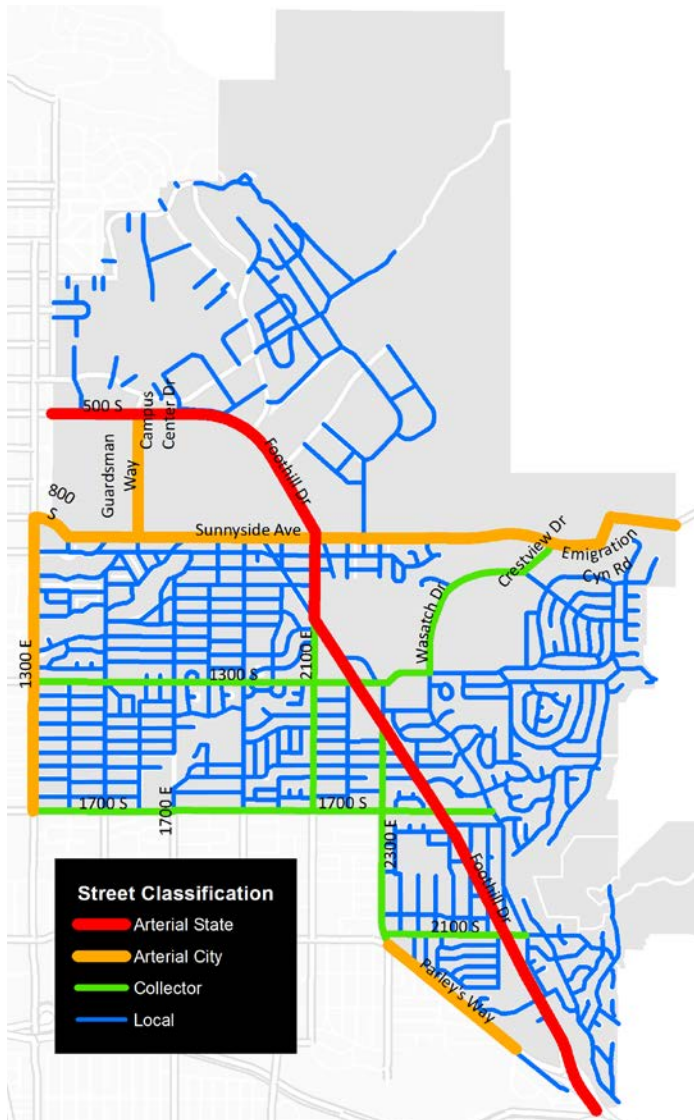 500 S
Campus
Center Dr
Guardsman
Way
Foothill Dr
800
S
Sunnyside Ave
Crestview Dr
Emigration
Cyn Rd
Wasatch Dr
2100 E
1300 E
1300 S
1700 S
1700 E
1700 S
2300 E
Foothill Dr
2100 S
Parley's Way
Street Classification
Arterial State
Arterial City
Collector
Local